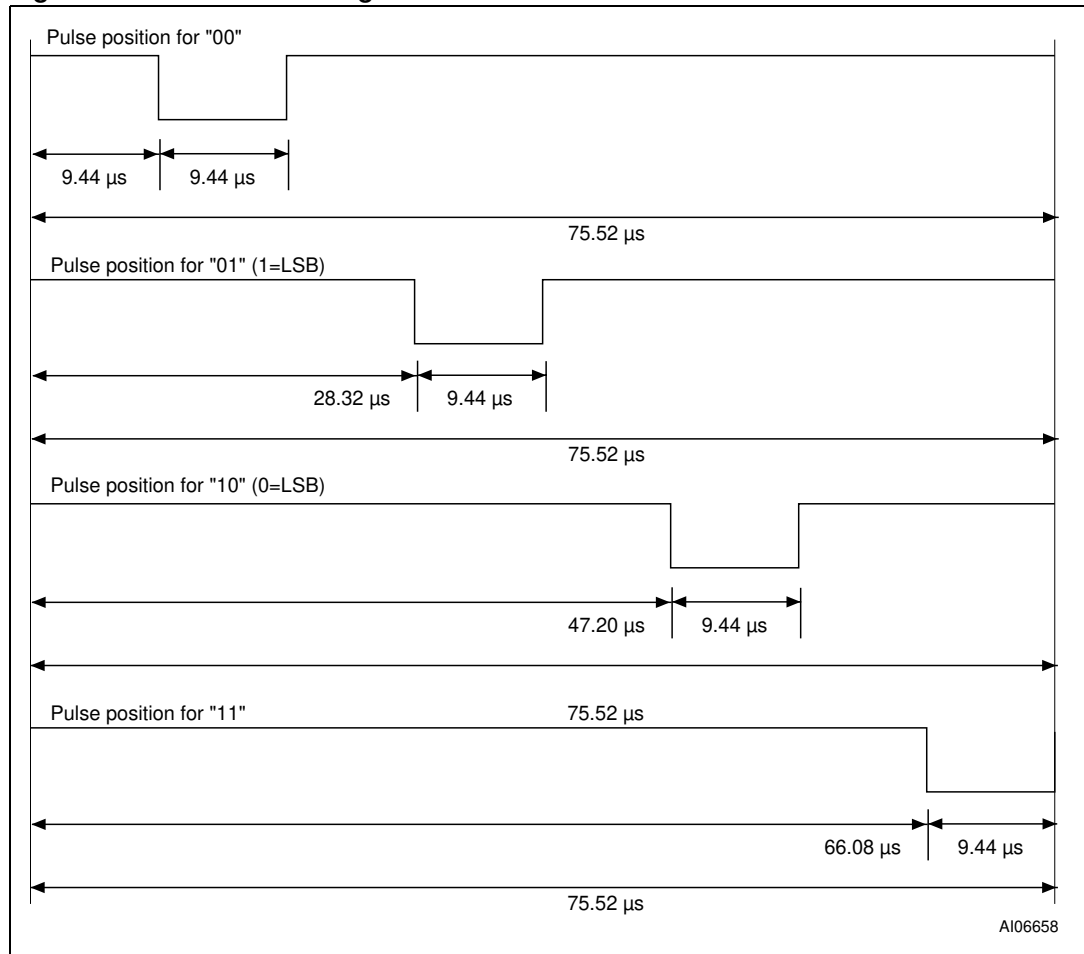 Pulse position for "00"
9.44 µs 9.44 µs
75.52 µs
Pulse position for "01" (1=LSB)
28.32 µs 9.44 µs
75.52 µs
Pulse position for "10" (0=LSB)
47.20 µs 9.44 µs
Pulse position for "11" 75.52 µs
66.08 µs 9.44 µs
75.52 µs
AI06658